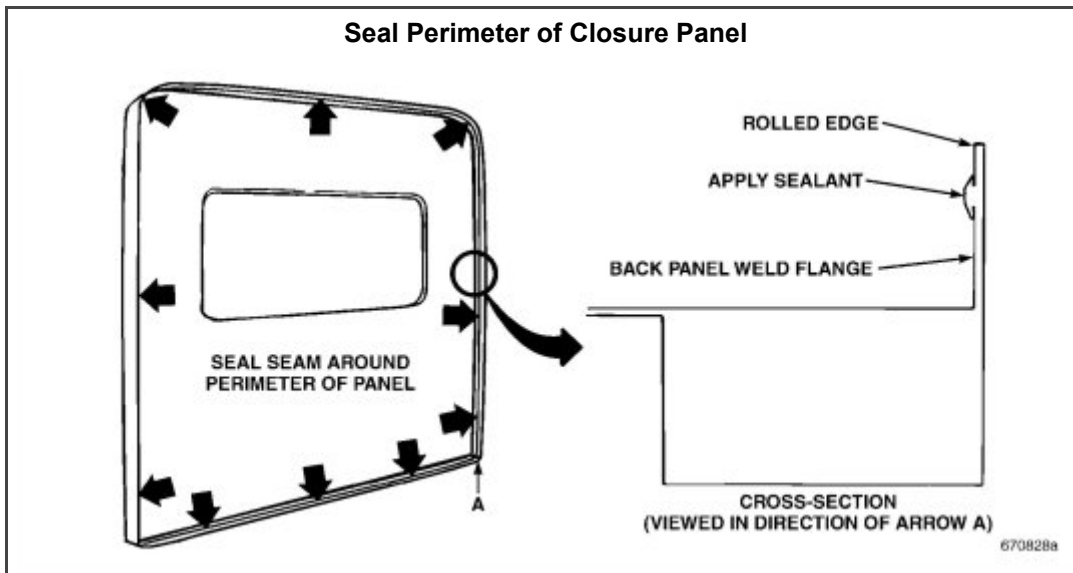 Seal Perimeter of Closure Panel
ROLLED EDGE
APPLY SEALANT
BACK PANEL WELD FLANGE
SEAL SEAM AROUND
PERIMETER OF PANEL
A
CROSS-SECTION
(VIEWED IN DIRECTION OF ARROW A)
670828a